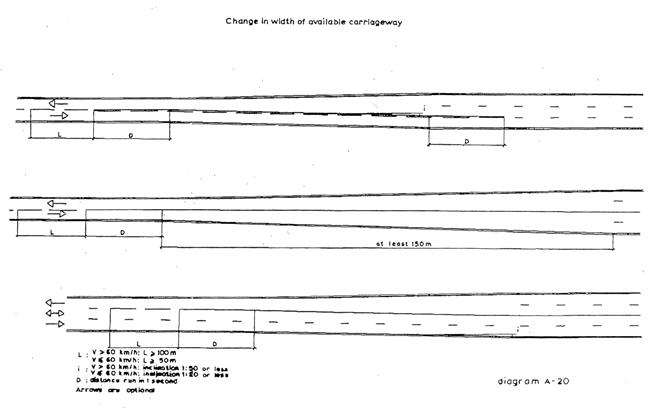 Change in width of available carriageway
L
D
D
L
D
at least 150m
L
D
L : V > 60 km/h: L ⩾ 100m
V ⩽ 60 km/h: L ⩾ 50m
i : V > 60 km/h: inclination 1:50 or less
V ⩽ 60 km/h: inclination 1:20 or less
D : distance run in 1 second
Arrows are optional
diagram A-20